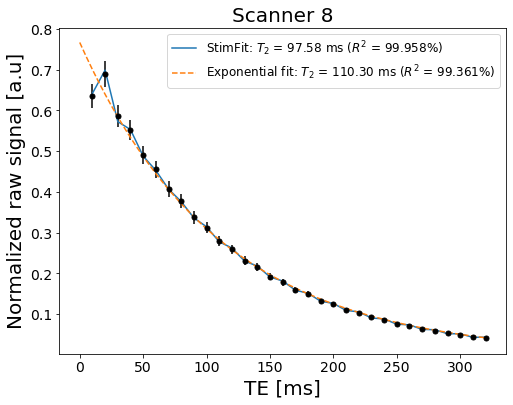 Scanner 8
StimFit: T₂ = 97.58 ms (R² = 99.958%)
Exponential fit: T₂ = 110.30 ms (R² = 99.361%)
Normalized raw signal [a.u]
0.8
0.7
0.6
0.5
0.4
0.3
0.2
0.1
0 50 100 150 200 250 300
TE [ms]